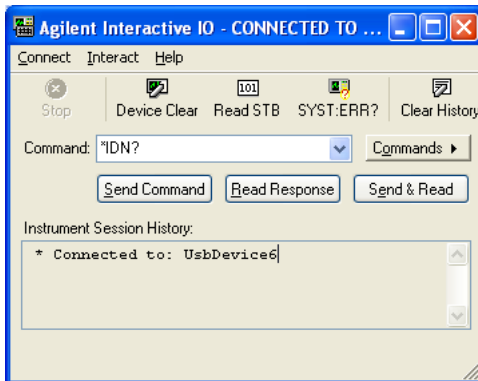 Agilent Interactive IO - CONNECTED TO ...
Connect Interact Help
101
Stop Device Clear Read STB SYST:ERR? Clear History
Command: *IDN? Commands
Send Command Read Response Send & Read
Instrument Session History:
* Connected to: UsbDevice6